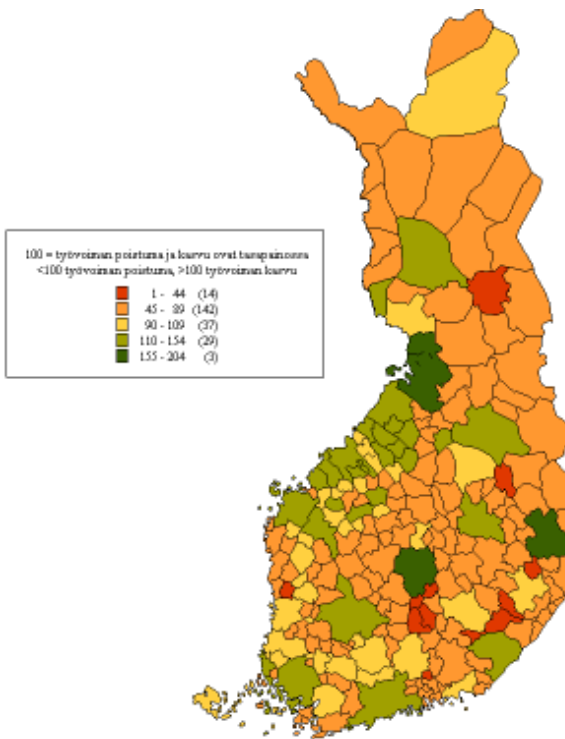 100 = työvoiman poistuma ja kasvu ovat tasapainossa
<100 työvoiman poistuma, >100 työvoiman kasvu
1 - 44 (14)
45 - 89 (142)
90 - 109 (37)
110 - 154 (29)
155 - 204 (3)